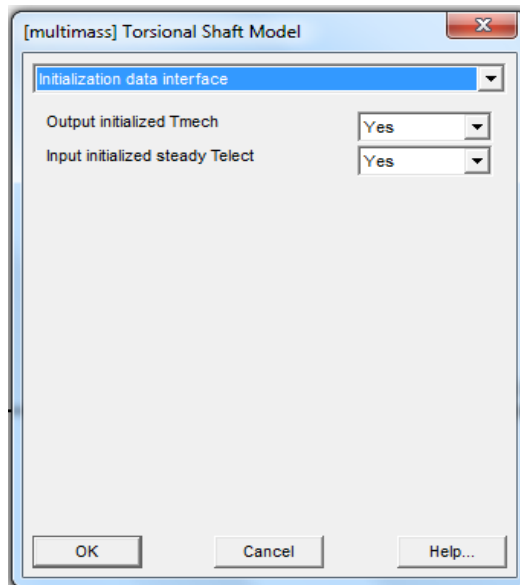 [multimass] Torsional Shaft Model
Initialization data interface
Output initialized Tmech Yes
Input initialized steady Telect Yes
OK Cancel Help...